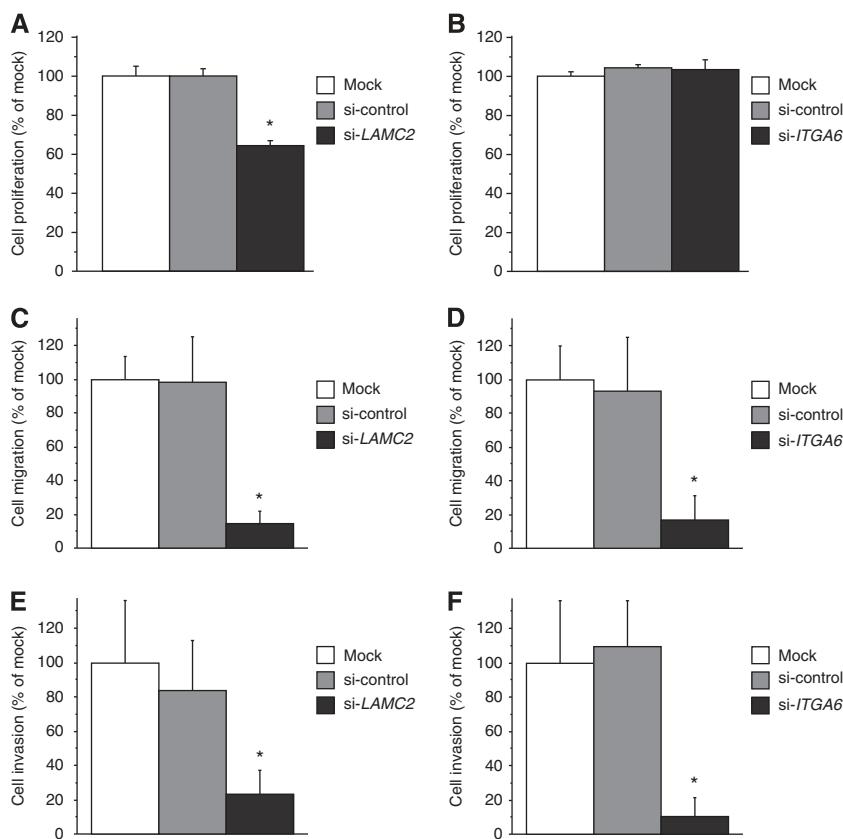 A
Cell proliferation (% of mock)
120
100
80
60
40
20
0
*
Mock
si-control
si-LAMC2
B
Cell proliferation (% of mock)
120
100
80
60
40
20
0
Mock
si-control
si-ITGA6
C
Cell migration (% of mock)
120
100
80
60
40
20
0
*
Mock
si-control
si-LAMC2
D
Cell migration (% of mock)
120
100
80
60
40
20
0
*
Mock
si-control
si-ITGA6
E
Cell invasion (% of mock)
120
100
80
60
40
20
0
*
Mock
si-control
si-LAMC2
F
Cell invasion (% of mock)
120
100
80
60
40
20
0
*
Mock
si-control
si-ITGA6